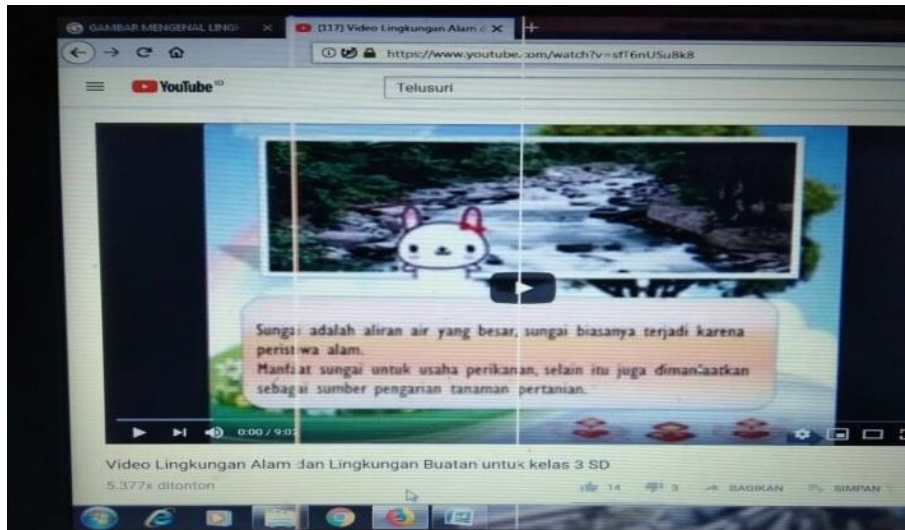 GAMBAR MENGENAL LING
(117) Video Lingkungan Alam d
https://www.youtube.com/watch?v=sfT6nUSu8k8
YouTube ID
Telusuri
Sungai adalah aliran air yang besar, sungai biasanya terjadi karena
peristiwa alam.
Manfaat sungai untuk usaha perikanan, selain itu juga dimanfaatkan
sebagai sumber pengarian tanaman pertanian.
0:00 / 9:02
Video Lingkungan Alam dan Lingkungan Buatan untuk kelas 3 SD
5.377x ditonton
14
3
BAGIKAN
SIMPAN